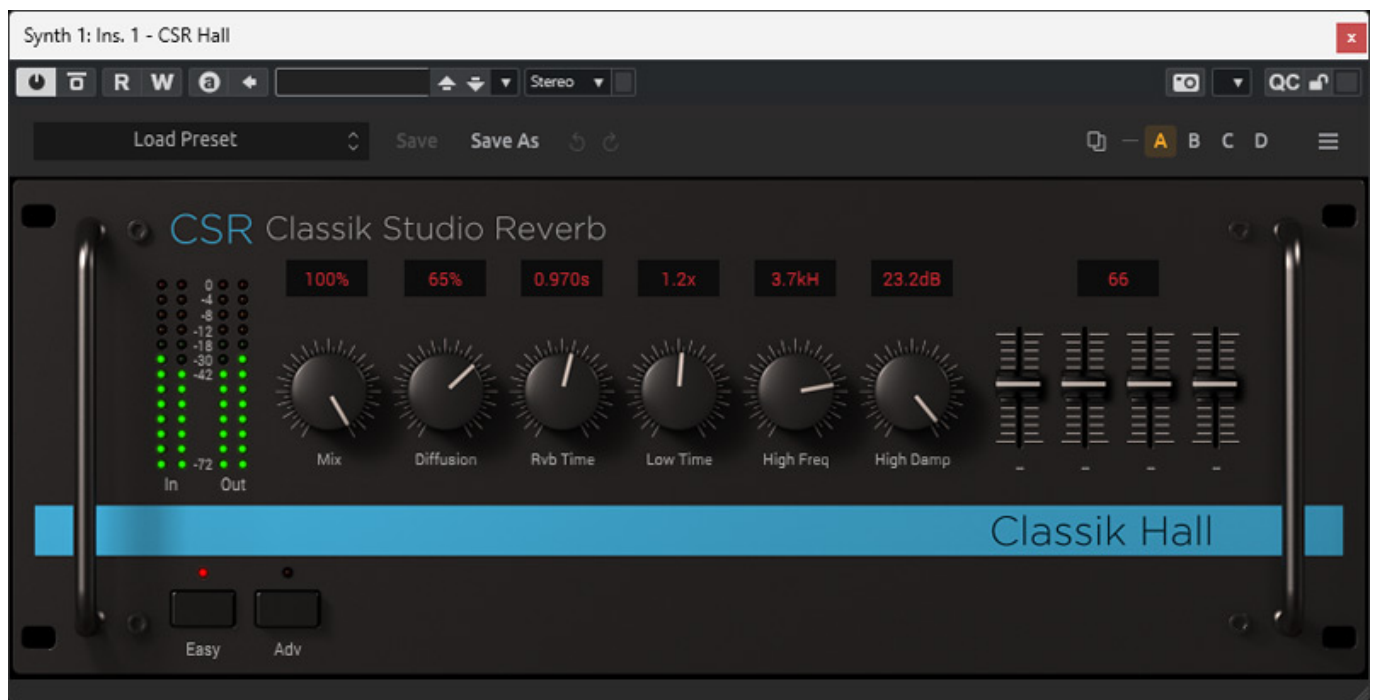 Synth 1: Ins. 1 - CSR Hall
x
R W a Stereo QC
Load Preset Save Save As A B C D
CSR Classik Studio Reverb
100% 65% 0.970s 1.2x 3.7kH 23.2dB 66
0
-4
-8
-12
-18
-30
-42
-72
In Out
Mix Diffusion Rvb Time Low Time High Freq High Damp - - - -
Classik Hall
Easy Adv